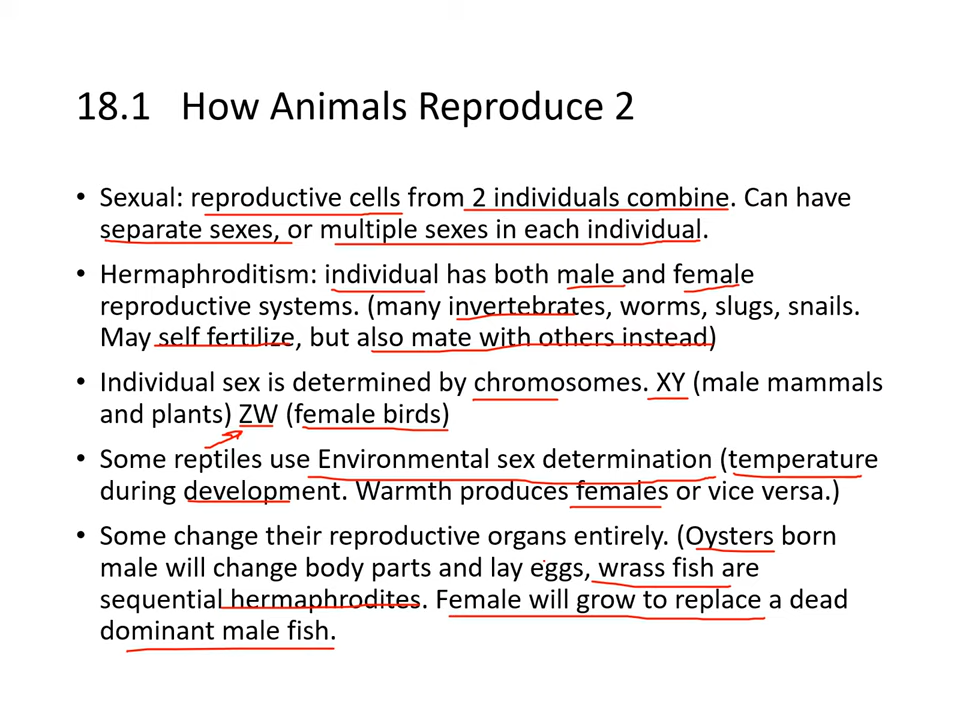 18.1 How Animals Reproduce 2
• Sexual: reproductive cells from 2 individuals combine. Can have
separate sexes, or multiple sexes in each individual.
• Hermaphroditism: individual has both male and female
reproductive systems. (many invertebrates, worms, slugs, snails.
May self fertilize, but also mate with others instead)
• Individual sex is determined by chromosomes. XY (male mammals
and plants) ZW (female birds)
• Some reptiles use Environmental sex determination (temperature
during development. Warmth produces females or vice versa.)
• Some change their reproductive organs entirely. (Oysters born
male will change body parts and lay eggs, wrass fish are
sequential hermaphrodites. Female will grow to replace a dead
dominant male fish.